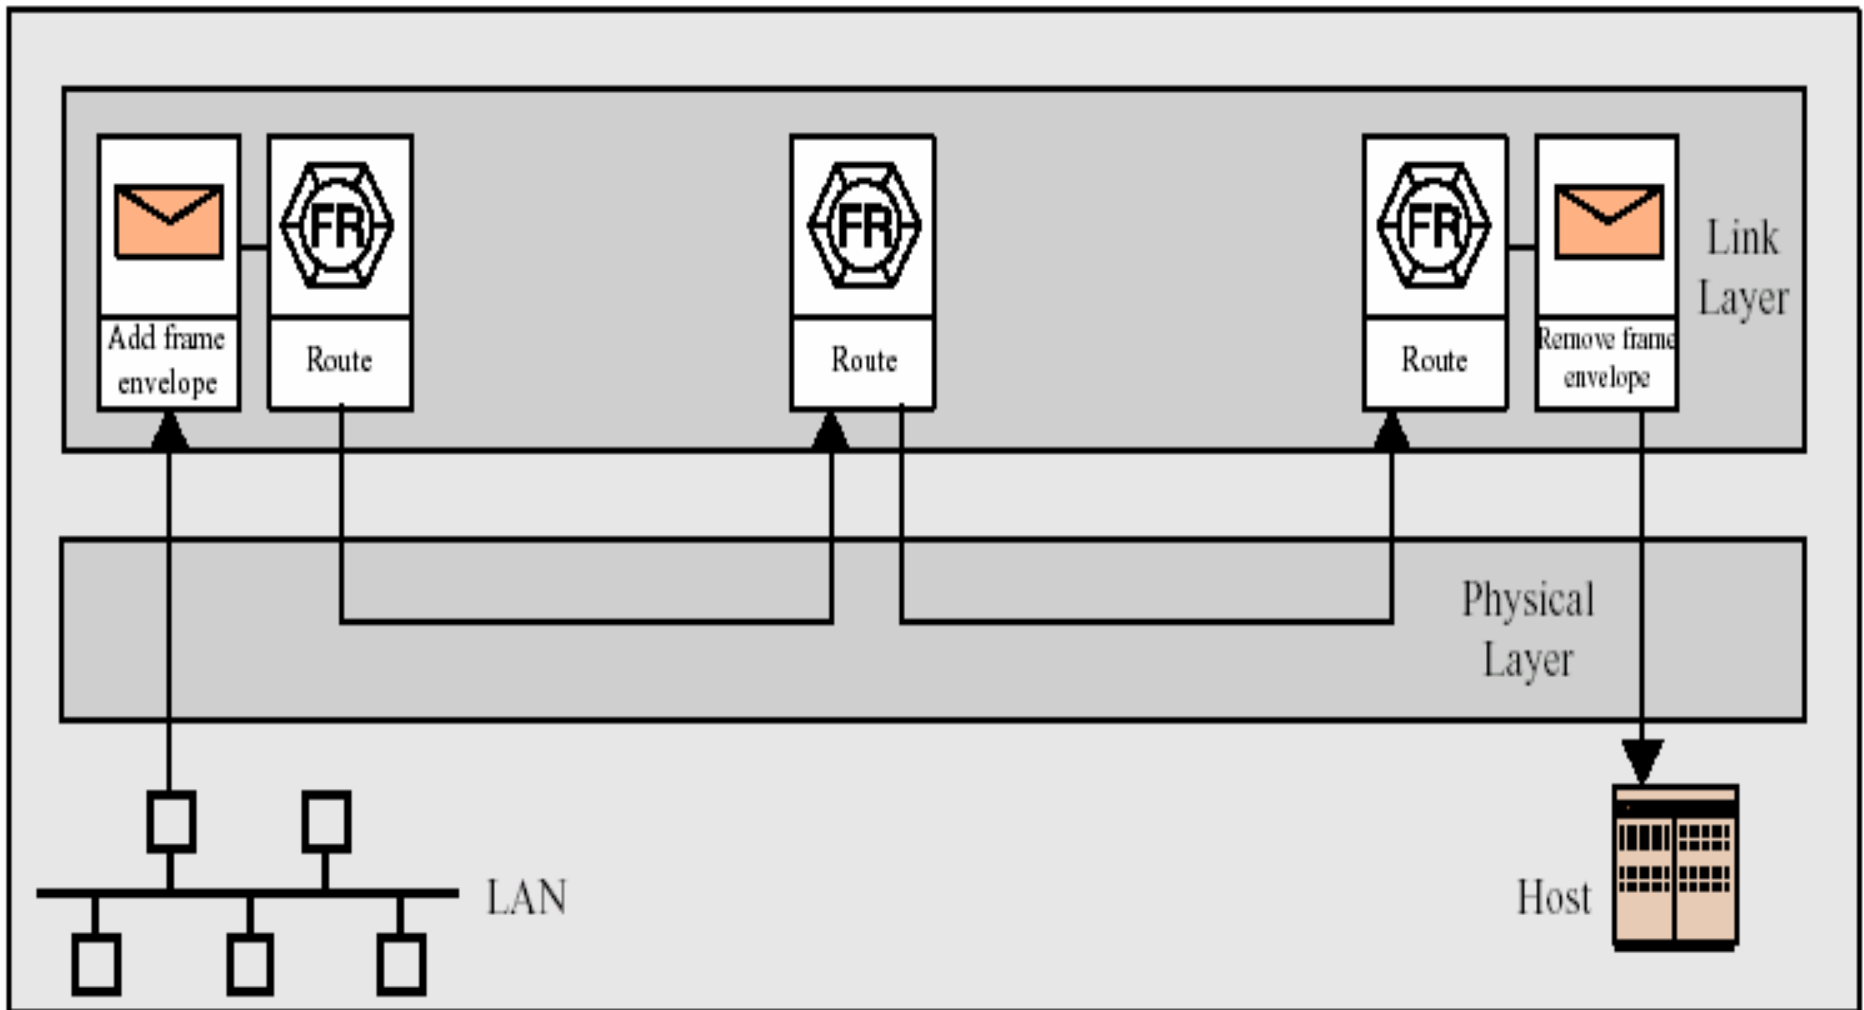 FR
FR
FR
Add frame
envelope
Route
Route
Route
Remove frame
envelope
Link
Layer
Physical
Layer
LAN
Host